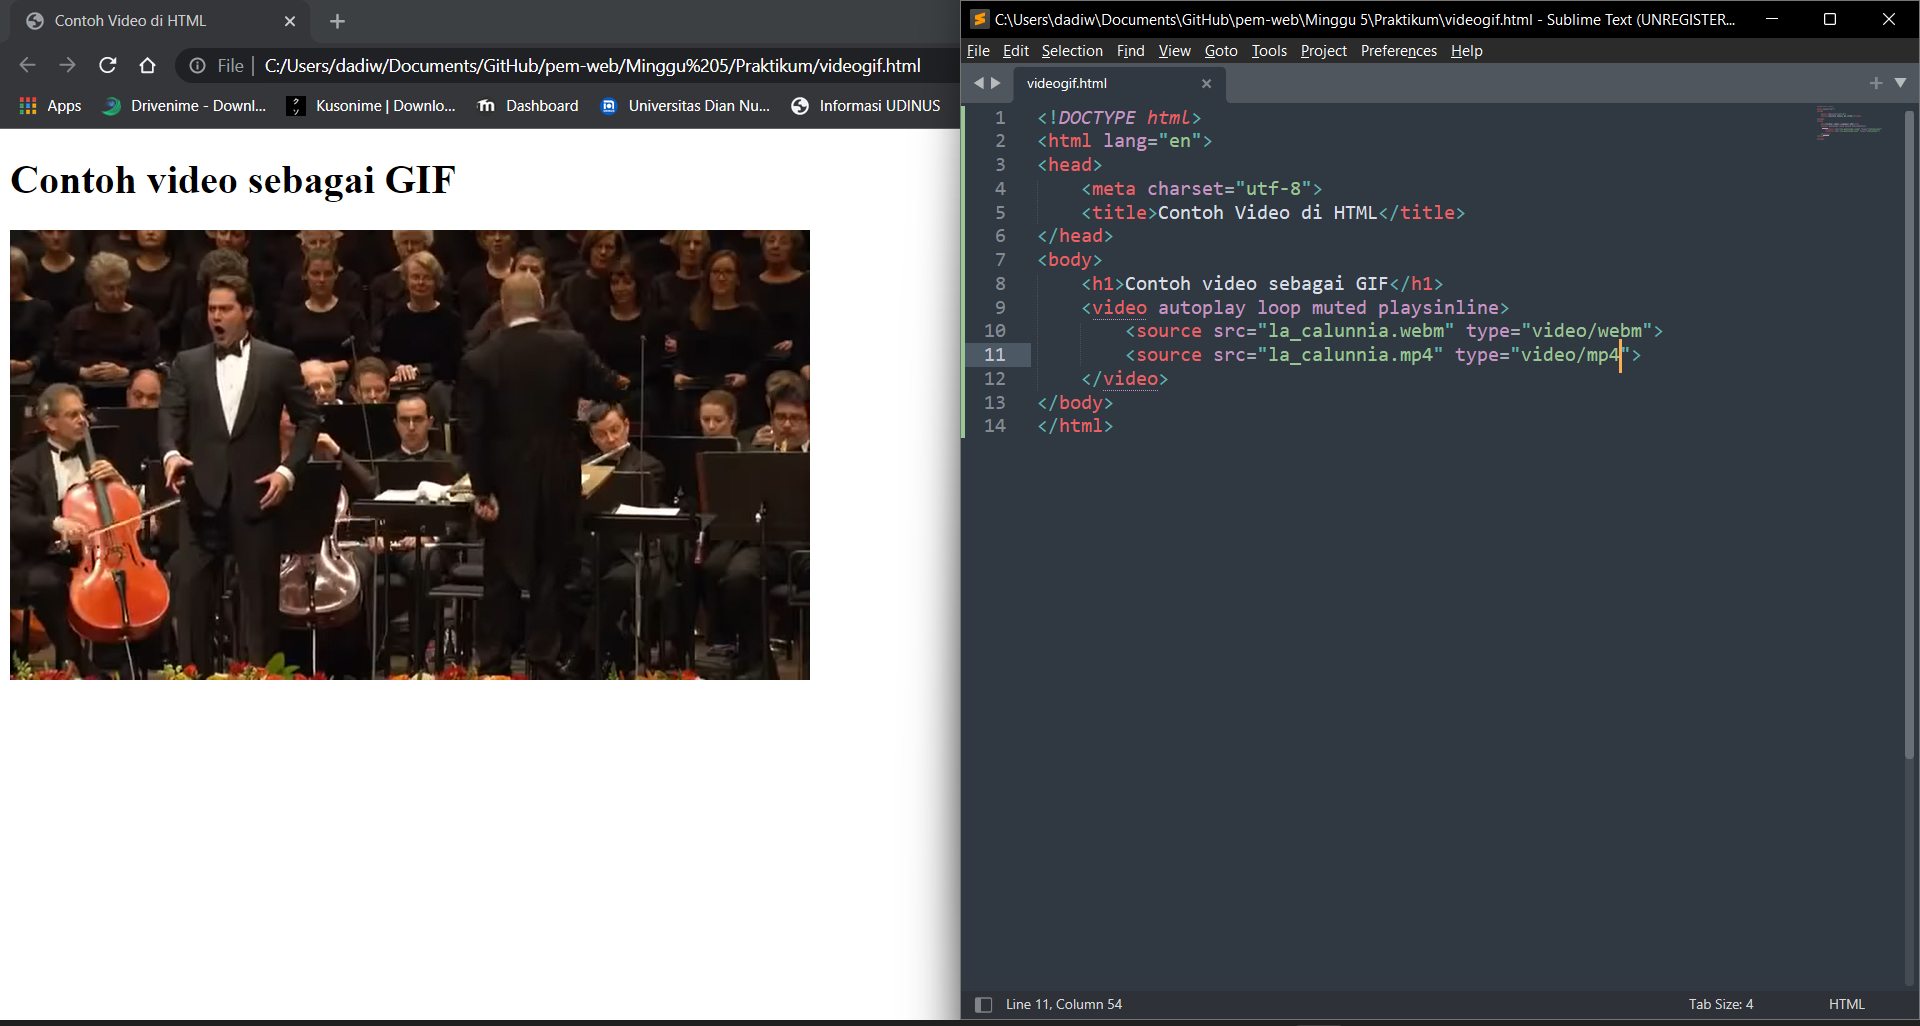 Contoh Video di HTML
File C:/Users/dadiw/Documents/GitHub/pem-web/Minggu%205/Praktikum/videogif.html
Apps Drivenime - Downl... Kusonime | Downlo... Dashboard Universitas Dian Nu... Informasi UDINUS
Contoh video sebagai GIF
C:\Users\dadiw\Documents\GitHub\pem-web\Minggu 5\Praktikum\videogif.html - Sublime Text (UNREGISTER...
File Edit Selection Find View Goto Tools Project Preferences Help
videogif.html
1 <!DOCTYPE html>
2 <html lang="en">
3 <head>
4 <meta charset="utf-8">
5 <title>Contoh Video di HTML</title>
6 </head>
7 <body>
8 <h1>Contoh video sebagai GIF</h1>
9 <video autoplay loop muted playsinline>
10 <source src="la_calunnia.webm" type="video/webm">
11 <source src="la_calunnia.mp4" type="video/mp4">
12 </video>
13 </body>
14 </html>
Line 11, Column 54 Tab Size: 4 HTML